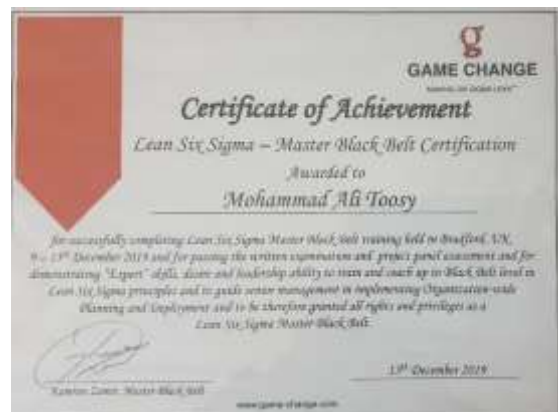 g
GAME CHANGE
Certificate of Achievement
Lean Six Sigma – Master Black Belt Certification
Awarded to
Mohammad Ali Toosy
for successfully completing Lean Six Sigma Master Black Belt training held in Bradford, UK,
9 – 13th December 2019 and for passing the written examination and project panel assessment and for
demonstrating "Expert" skills, desire and leadership ability to train and coach up to Black Belt level in
Lean Six Sigma principles and to guide senior management in implementing Organization-wide
Planning and Deployment and to be therefore granted all rights and privileges as a
Lean Six Sigma Master Black Belt.
13th December 2019
Master Black Belt
www.game-change.com